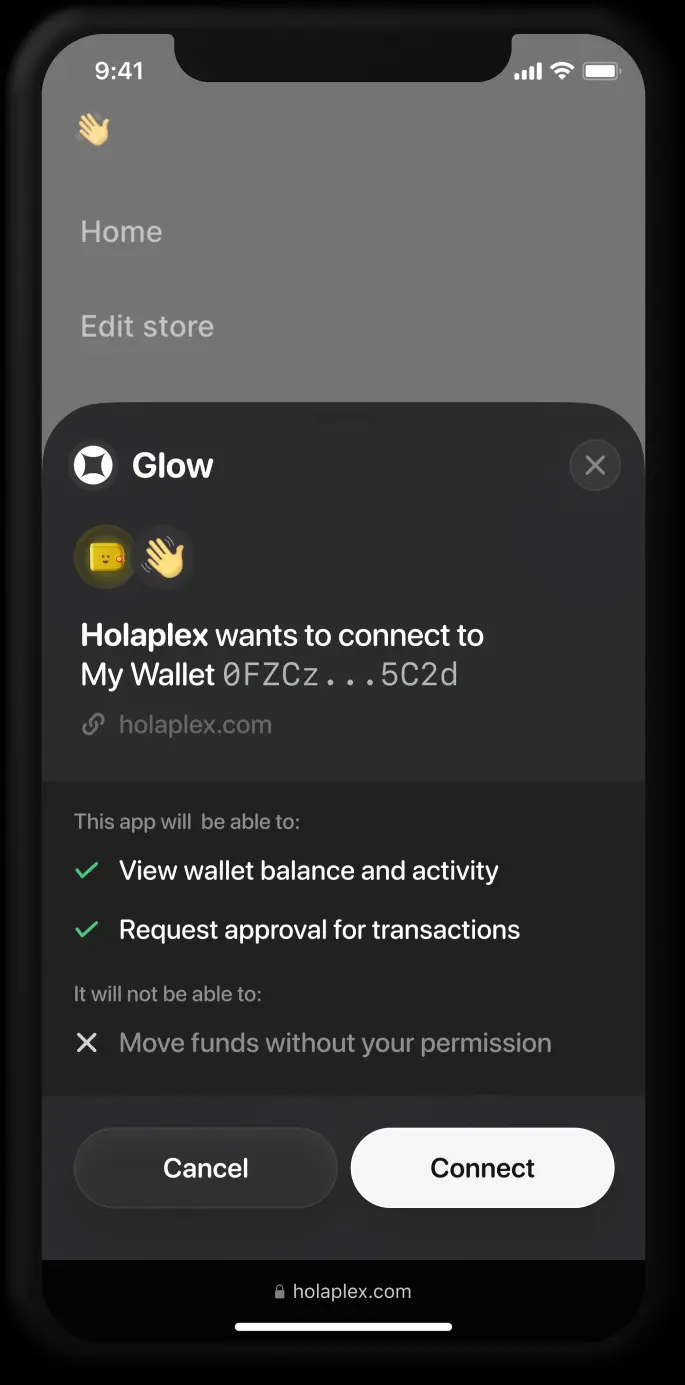 9:41
Home
Edit store
Glow
Holaplex wants to connect to
My Wallet 0FZCz...5C2d
holaplex.com
This app will  be able to:
View wallet balance and activity
Request approval for transactions
It will not be able to:
Move funds without your permission
Cancel
Connect
holaplex.com